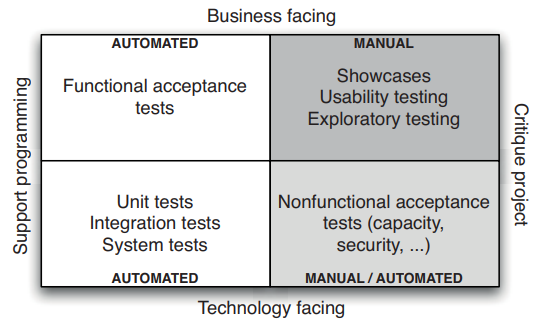 Business facing
AUTOMATED
MANUAL
Functional acceptance
tests
Showcases
Usability testing
Exploratory testing
Support programming
Critique project
Unit tests
Integration tests
System tests
Nonfunctional acceptance
tests (capacity,
security, ...)
AUTOMATED
MANUAL / AUTOMATED
Technology facing